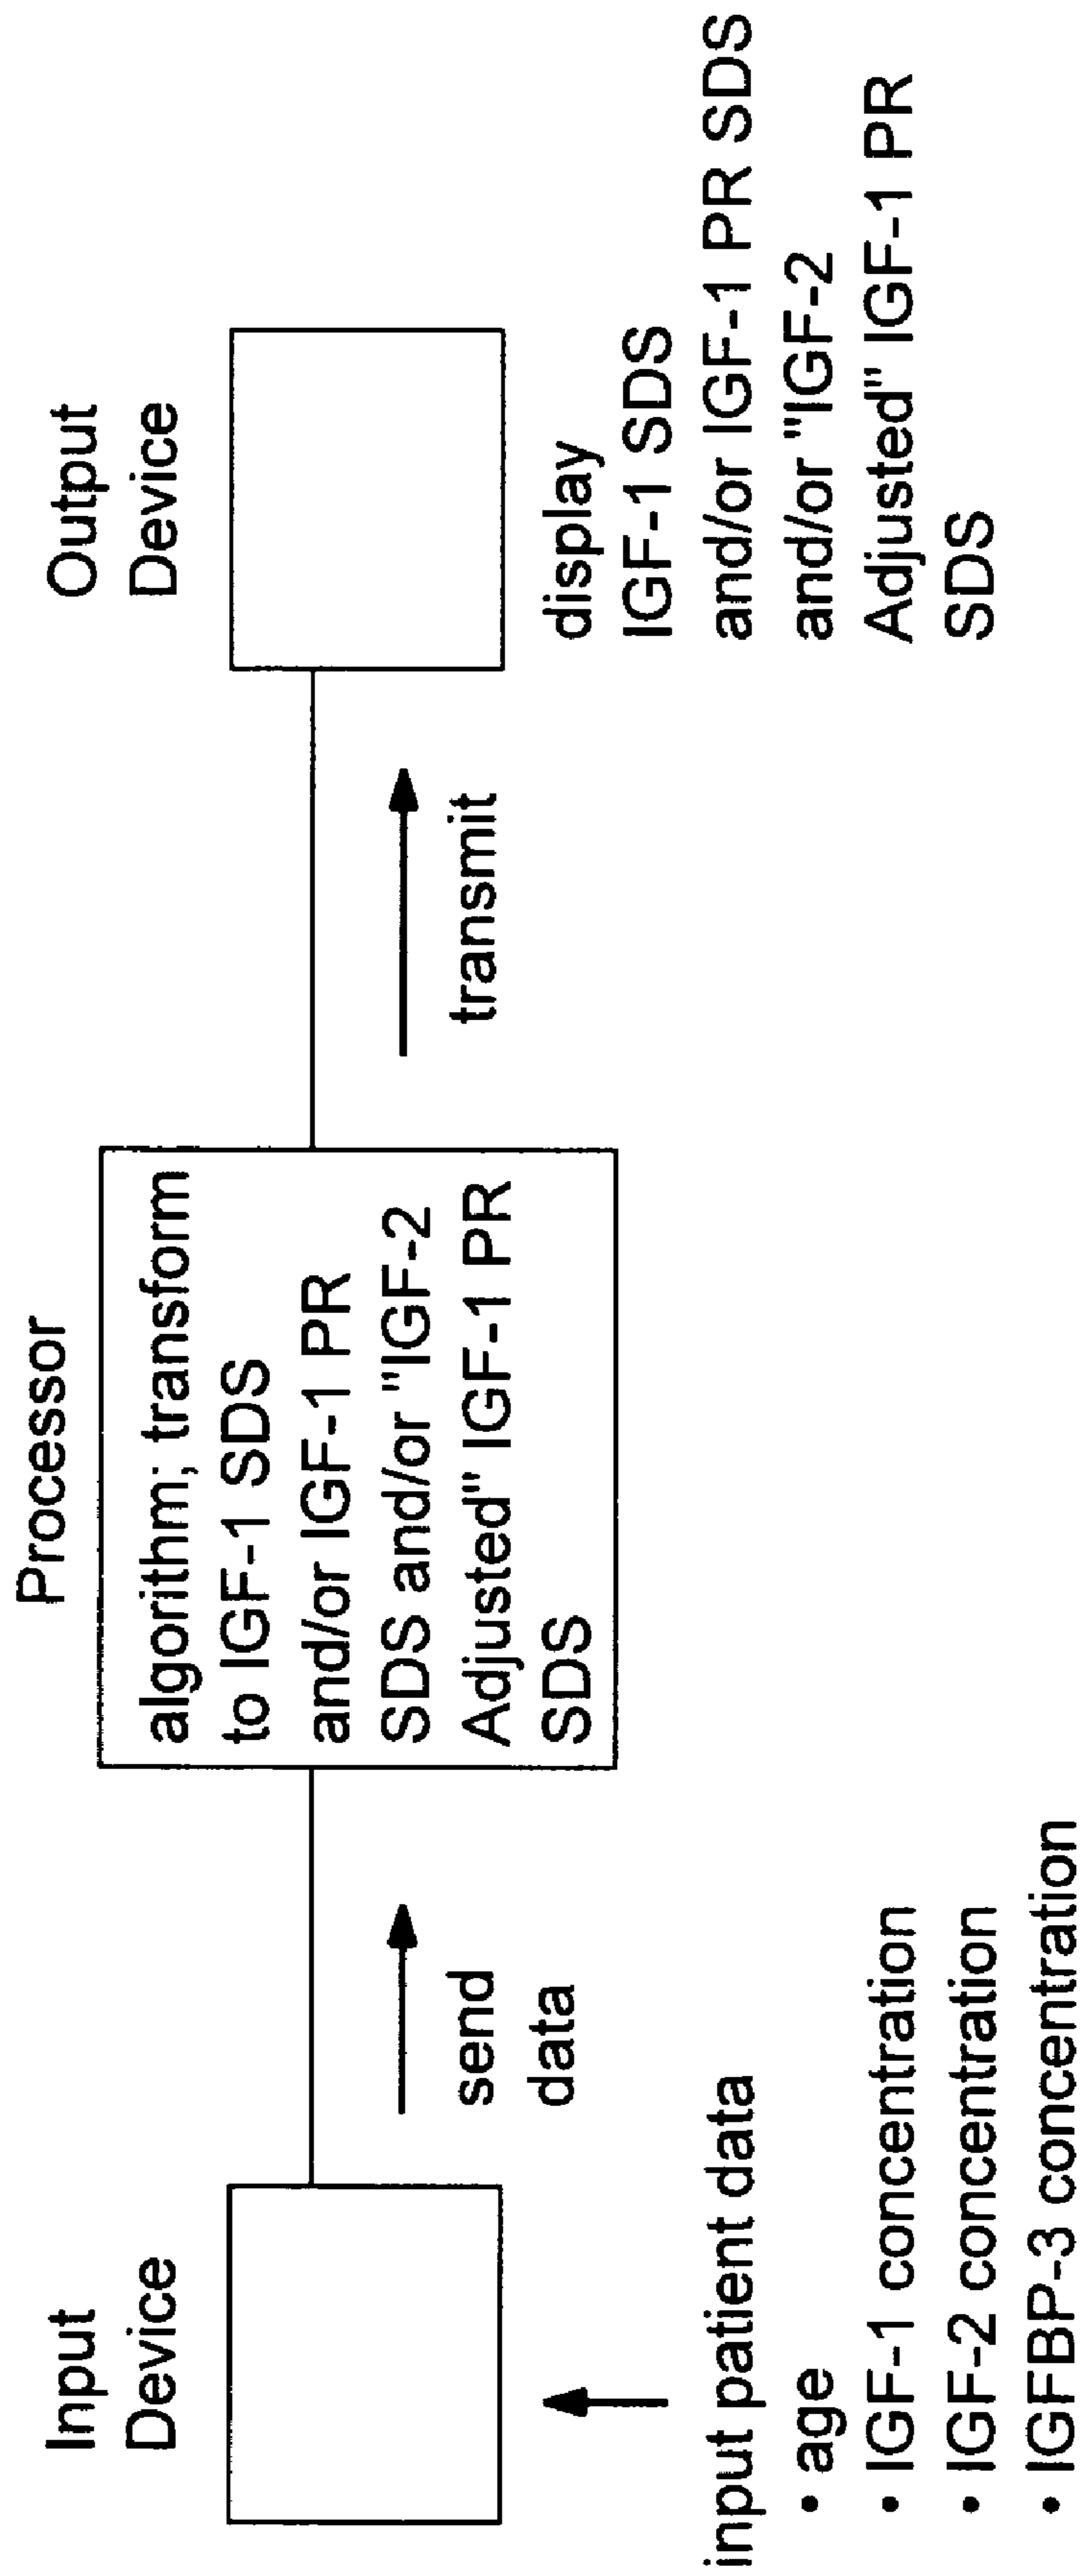 Input
Device
input patient data
• age
• IGF-1 concentration
• IGF-2 concentration
• IGFBP-3 concentration
send
data
Processor
algorithm; transform
to IGF-1 SDS
and/or IGF-1 PR
SDS and/or "IGF-2
Adjusted" IGF-1 PR
SDS
transmit
Output
Device
display
IGF-1 SDS
and/or IGF-1 PR SDS
and/or "IGF-2
Adjusted" IGF-1 PR
SDS